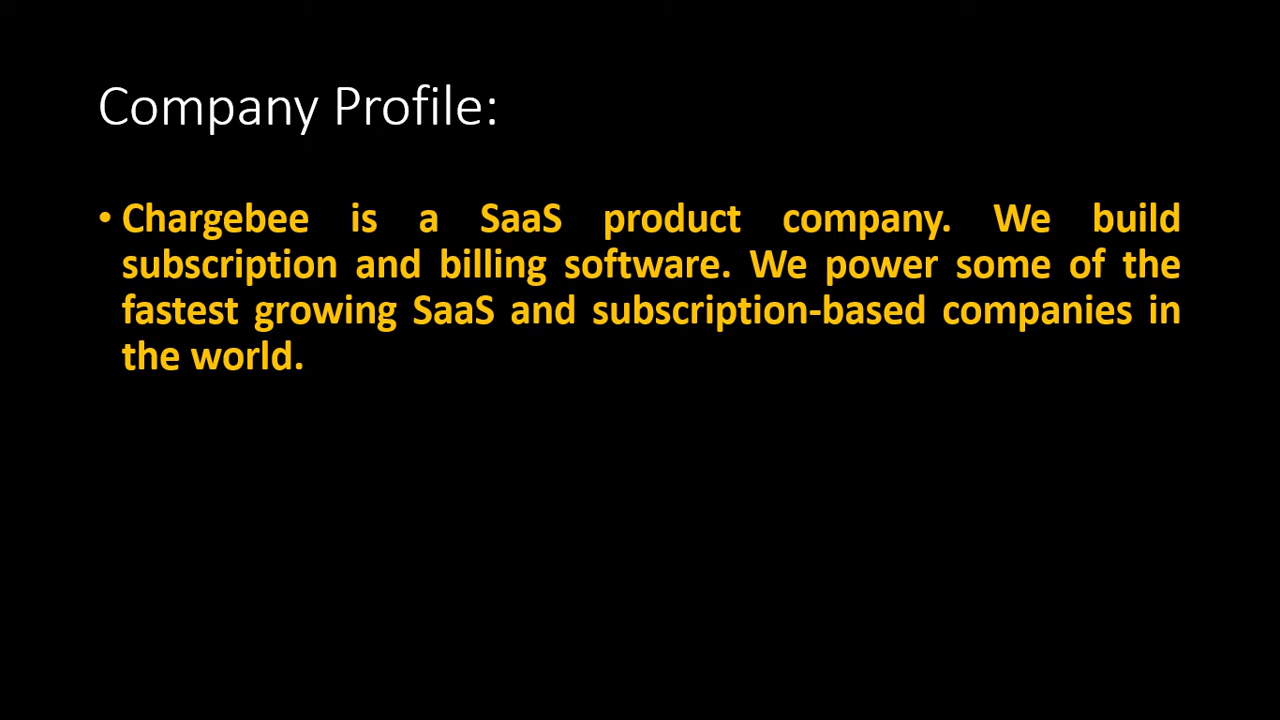 Company Profile:
• Chargebee is a SaaS product company. We build
subscription and billing software. We power some of the
fastest growing SaaS and subscription-based companies in
the world.